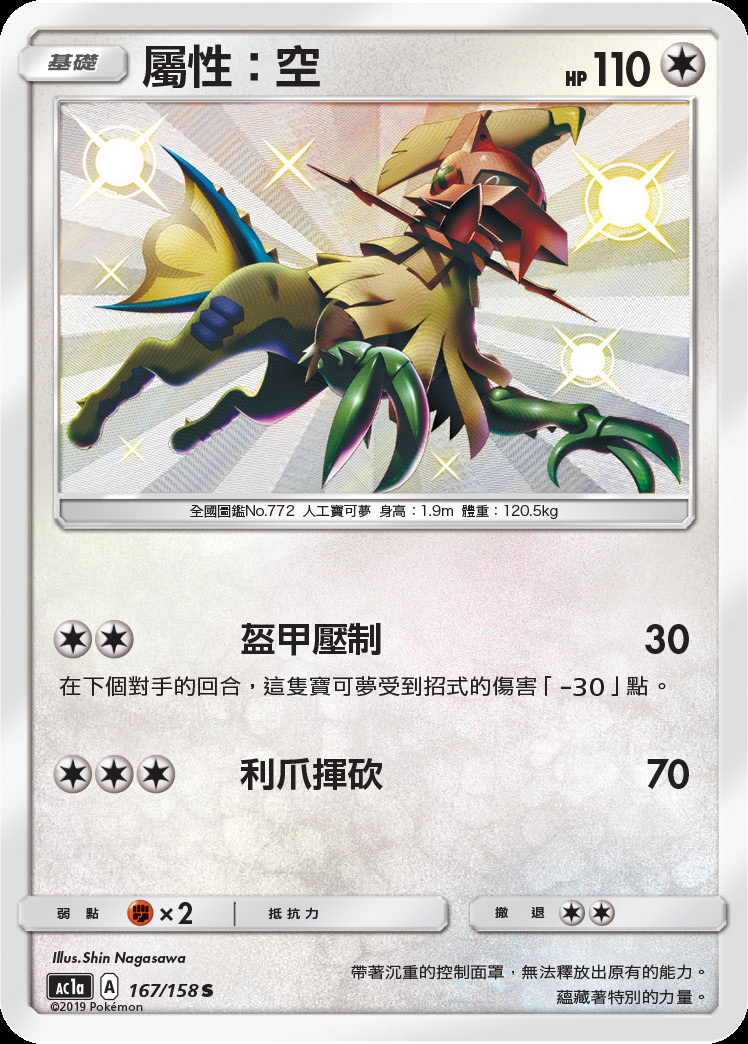 基礎 屬性:空 HP 110
全國圖鑑No.772 人工寶可夢 身高:1.9m 體重:120.5kg
盔甲壓制 30
在下個對手的回合,這隻寶可夢受到招式的傷害「-30」點。
利爪揮砍 70
弱點 ×2 抵抗力 撤退
Illus.Shin Nagasawa
帶著沉重的控制面罩,無法釋放出原有的能力。
AC1a A 167/158 S
蘊藏著特別的力量。
©2019 Pokémon